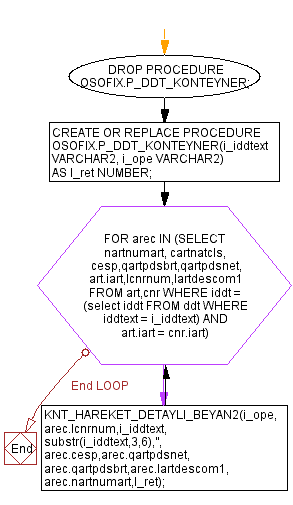 DROP PROCEDURE
OSOFIX.P_DDT_KONTEYNER;
CREATE OR REPLACE PROCEDURE
OSOFIX.P_DDT_KONTEYNER(i_iddtext
VARCHAR2, i_ope VARCHAR2)
AS l_ret NUMBER;
FOR arec IN (SELECT
nartnumart, cartnatcls,
cesp,qartpdsbrt,qartpdsnet,
art.iart,lcnrnum,lartdescom1
FROM art,cnr WHERE iddt =
(select iddt FROM ddt WHERE
iddtext = i_iddtext) AND
art.iart = cnr.iart)
End LOOP
End
KNT_HAREKET_DETAYLI_BEYAN2(i_ope,
arec.lcnrnum,i_iddtext,
substr(i_iddtext,3,6),'',
arec.cesp,arec.qartpdsnet,
arec.qartpdsbrt,arec.lartdescom1,
arec.nartnumart,l_ret);